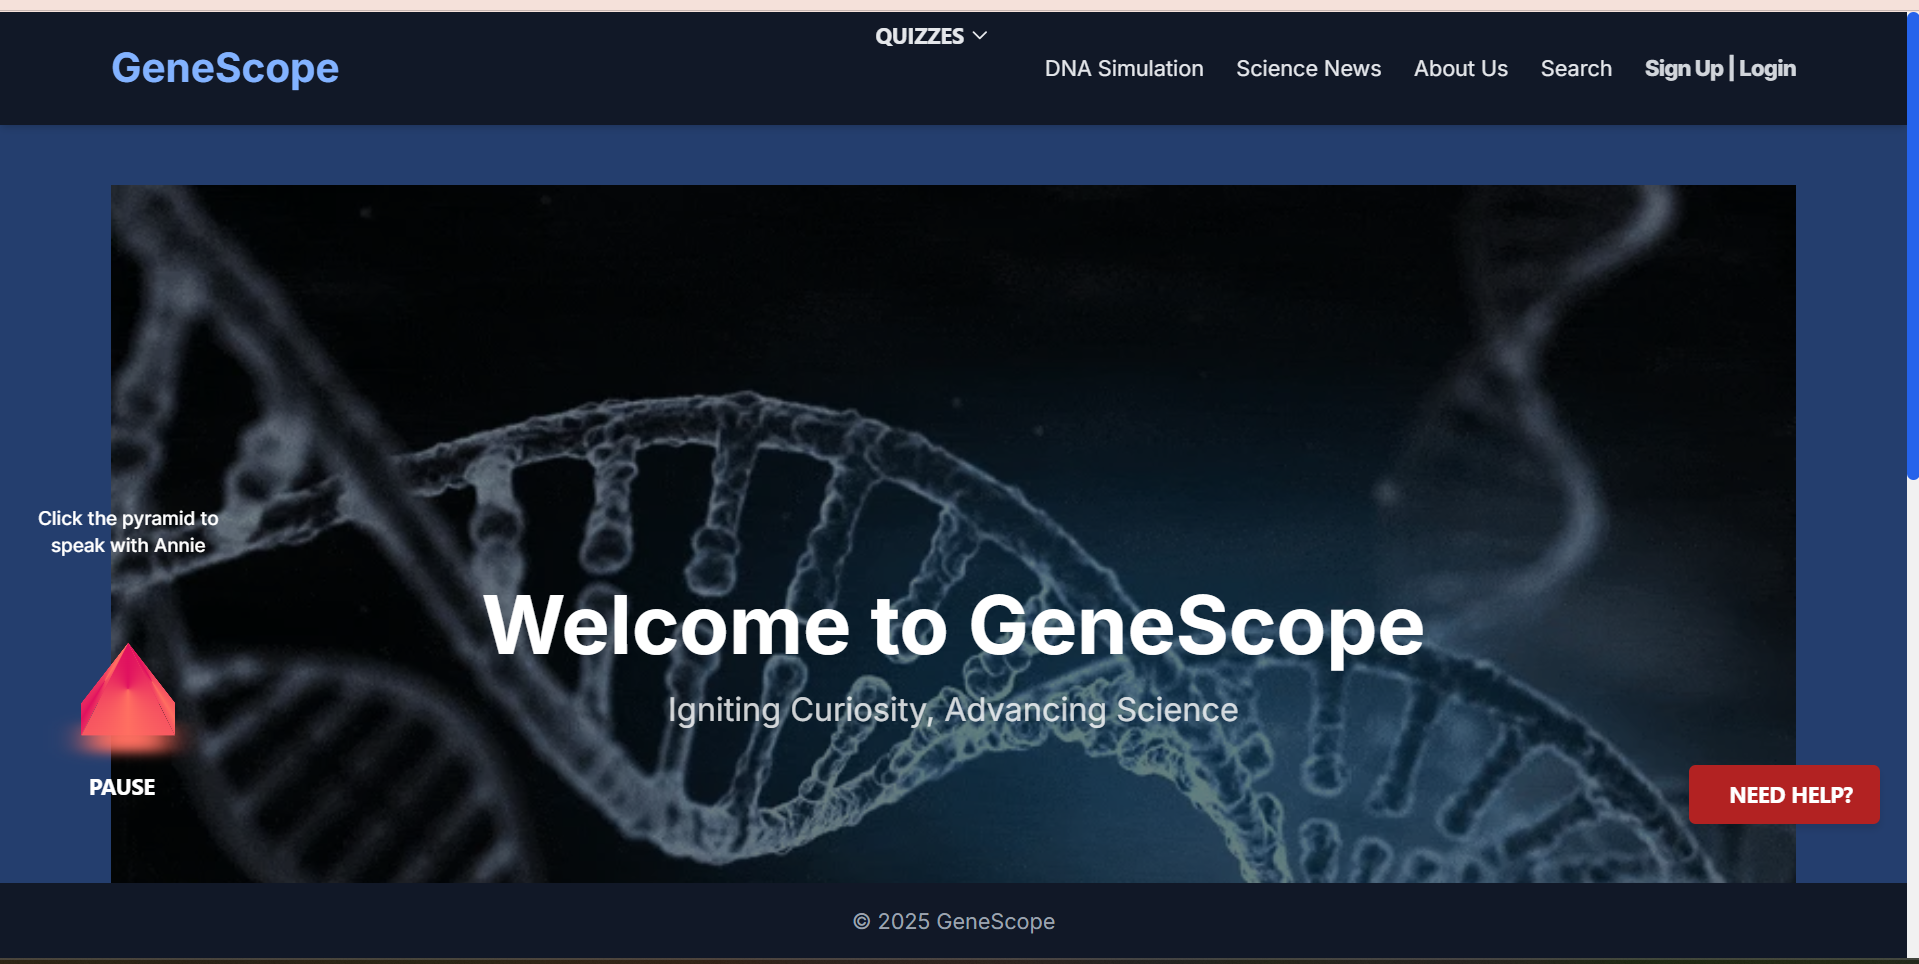 GeneScope
QUIZZES
DNA Simulation
Science News
About Us
Search
Sign Up | Login
Click the pyramid to
speak with Annie
Welcome to GeneScope
Igniting Curiosity, Advancing Science
PAUSE
NEED HELP?
© 2025 GeneScope